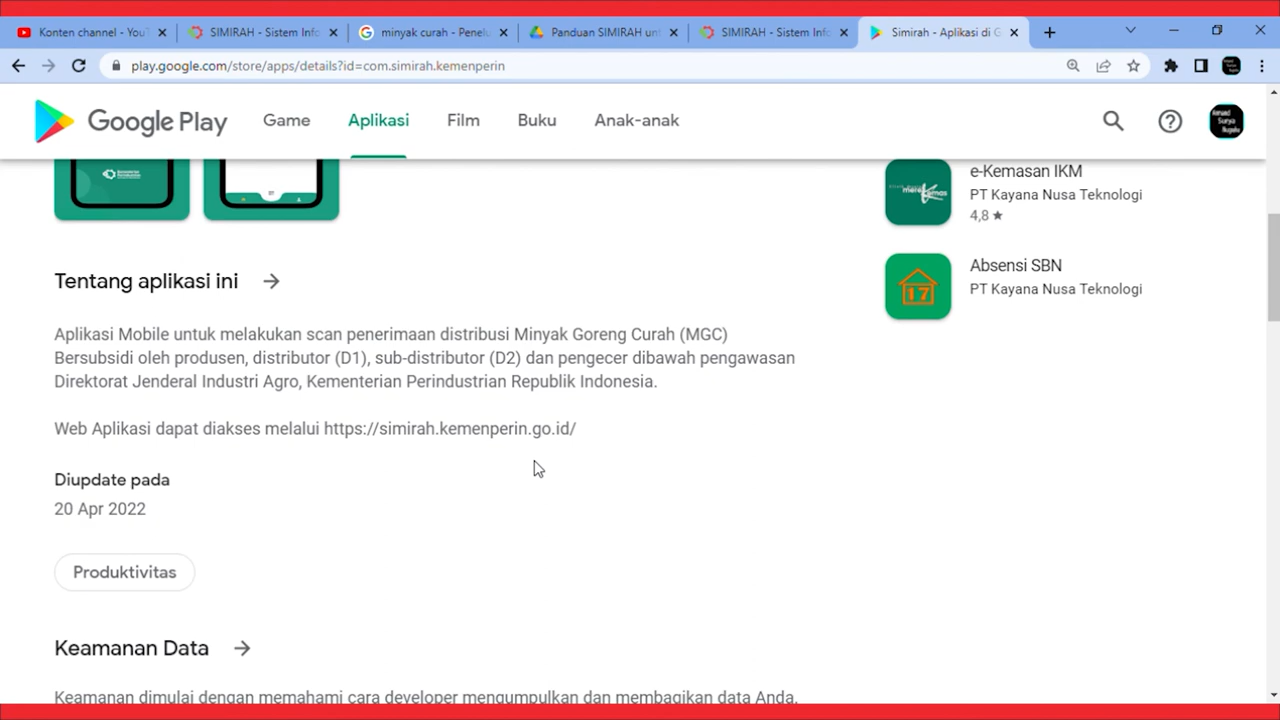 Konten channel - YouT
SIMIRAH - Sistem Info
minyak curah - Penelu
Panduan SIMIRAH unt
SIMIRAH - Sistem Info
Simirah - Aplikasi di G
play.google.com/store/apps/details?id=com.simirah.kemenperin
Google Play
Game
Aplikasi
Film
Buku
Anak-anak
e-Kemasan IKM
PT Kayana Nusa Teknologi
4,8 ★
Absensi SBN
PT Kayana Nusa Teknologi
17
Tentang aplikasi ini
Aplikasi Mobile untuk melakukan scan penerimaan distribusi Minyak Goreng Curah (MGC)
Bersubsidi oleh produsen, distributor (D1), sub-distributor (D2) dan pengecer dibawah pengawasan
Direktorat Jenderal Industri Agro, Kementerian Perindustrian Republik Indonesia.
Web Aplikasi dapat diakses melalui https://simirah.kemenperin.go.id/
Diupdate pada
20 Apr 2022
Produktivitas
Keamanan Data
Keamanan dimulai dengan memahami cara developer mengumpulkan dan membagikan data Anda.